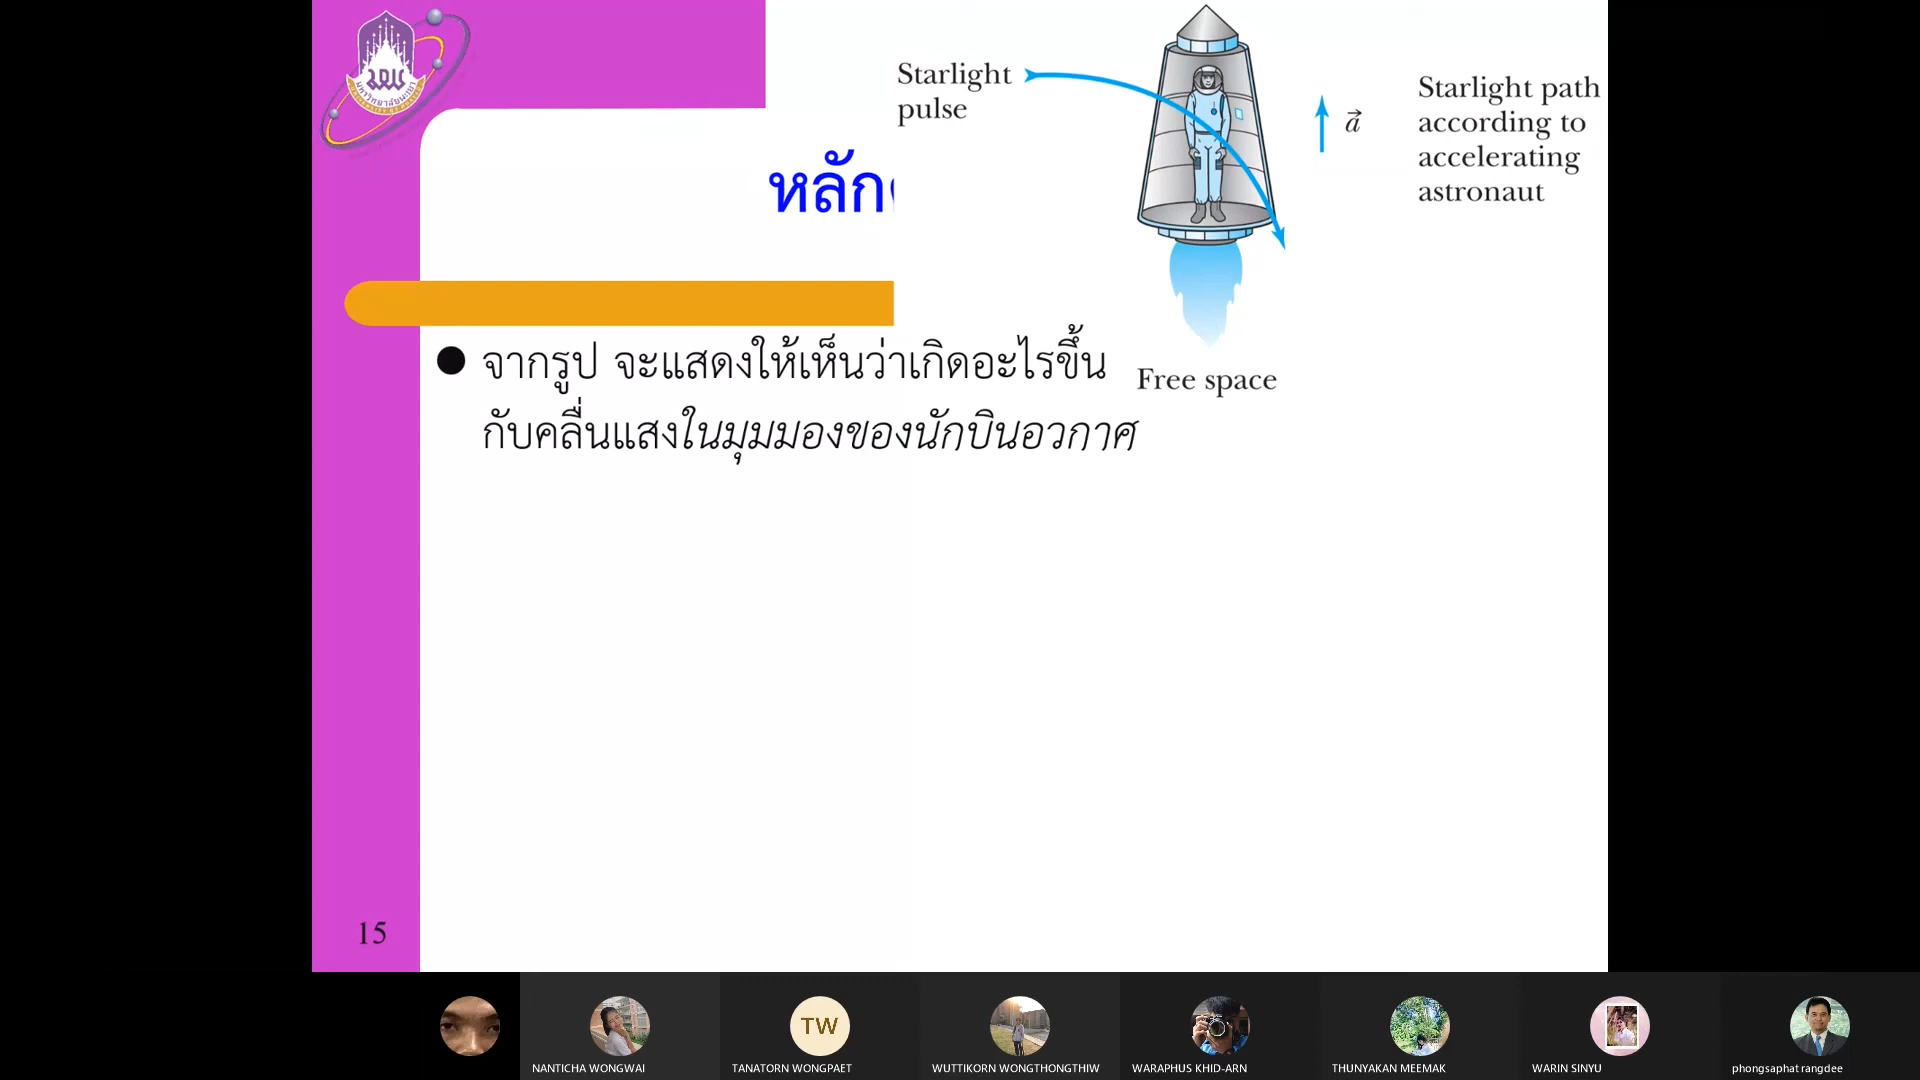 Starlight
pulse
a
Starlight path
according to
accelerating
astronaut
Free space
หลัก
จากรูป จะแสดงให้เห็นว่าเกิดอะไรขึ้น
กับคลื่นแสงในมุมมองของนักบินอวกาศ
15
TW
NANTICHA WONGWAI
TANATORN WONGPAET
WUTTIKORN WONGTHONGTHIW
WARAPHUS KHID-ARN
THUNYAKAN MEEMAK
WARIN SINYU
phongsaphat rangdee